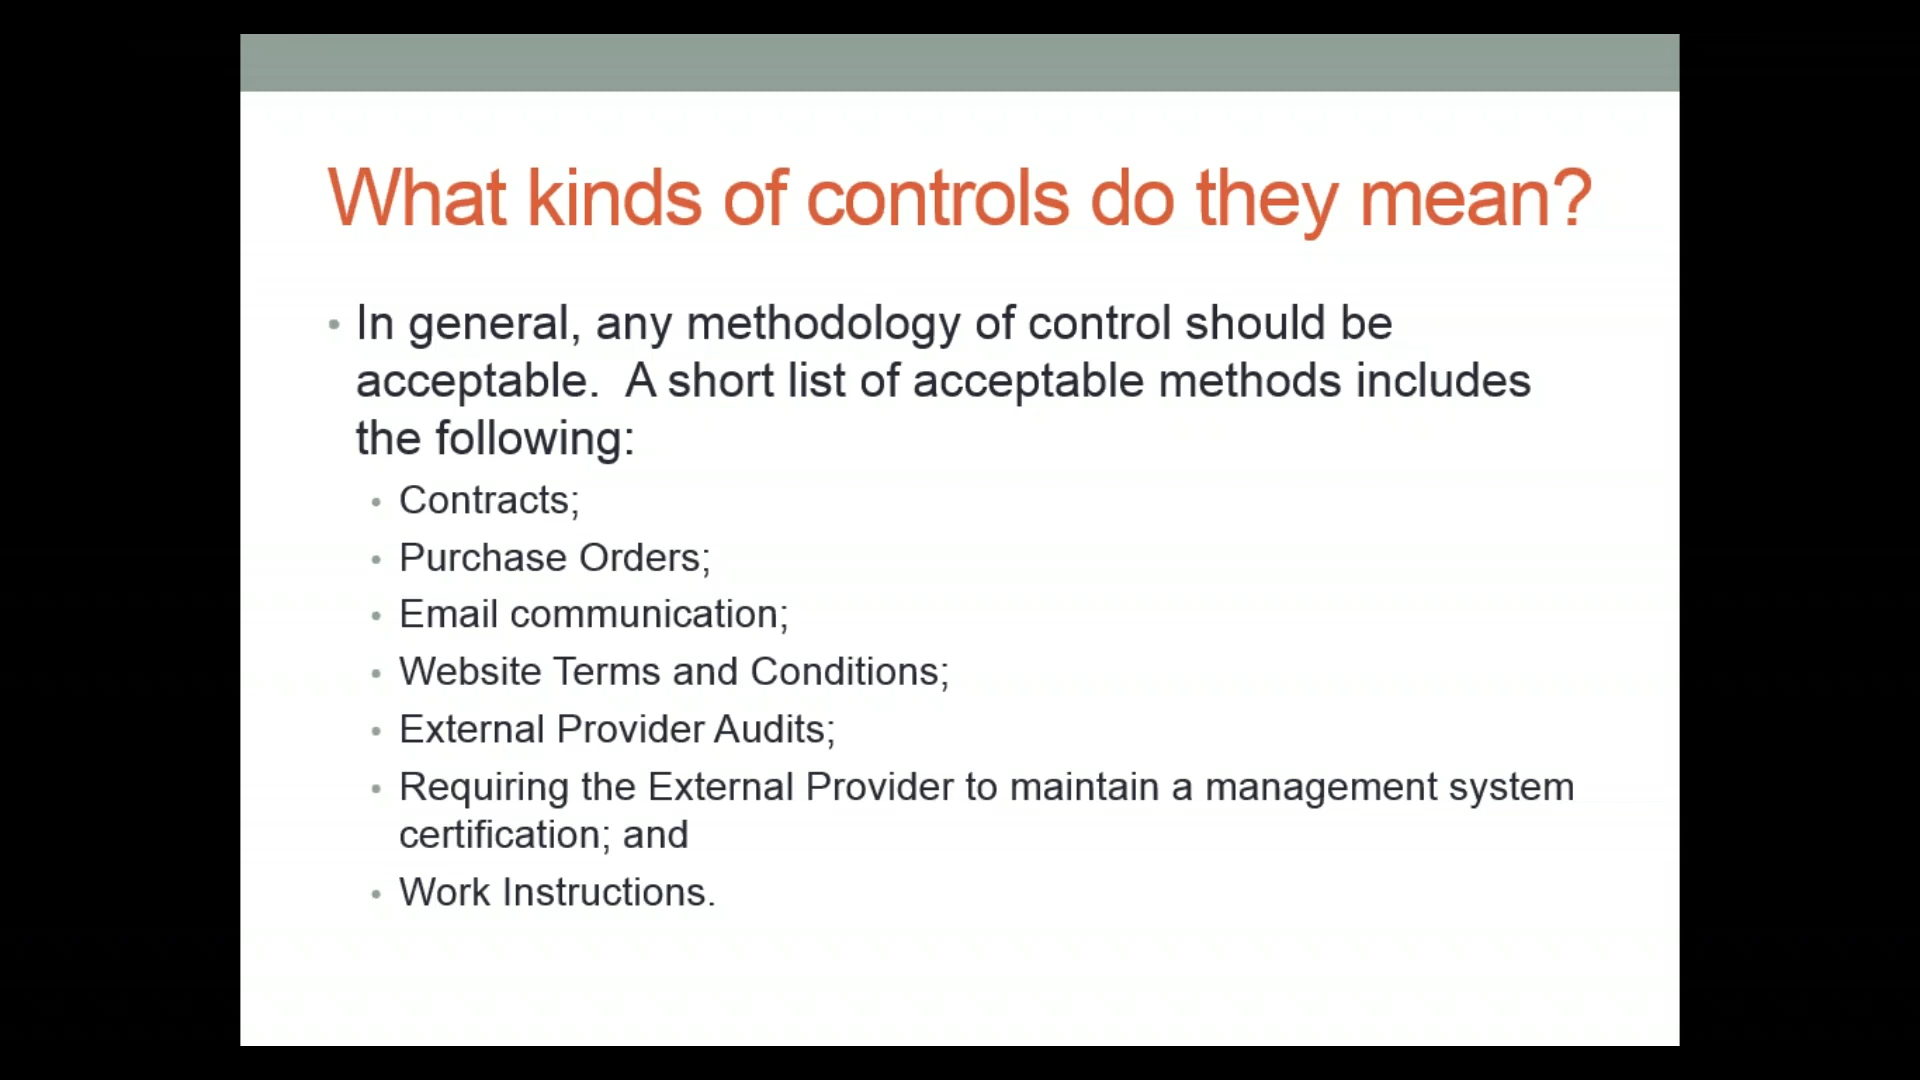 What kinds of controls do they mean?
• In general, any methodology of control should be
acceptable.  A short list of acceptable methods includes
the following:
• Contracts;
• Purchase Orders;
• Email communication;
• Website Terms and Conditions;
• External Provider Audits;
• Requiring the External Provider to maintain a management system
certification; and
• Work Instructions.